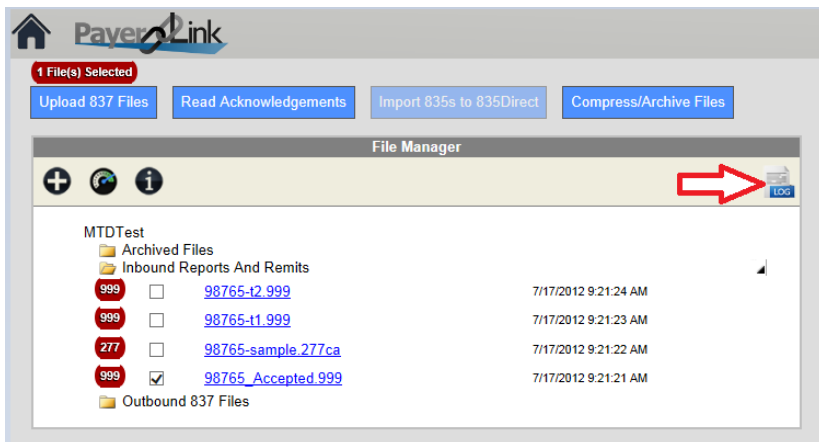 PayerLink
1 File(s) Selected
Upload 837 Files Read Acknowledgements Import 835s to 835Direct Compress/Archive Files
File Manager
LOG
MTDTest
Archived Files
Inbound Reports And Remits
999 98765-t2.999 7/17/2012 9:21:24 AM
999 98765-t1.999 7/17/2012 9:21:23 AM
277 98765-sample.277ca 7/17/2012 9:21:22 AM
999 98765_Accepted.999 7/17/2012 9:21:21 AM
Outbound 837 Files